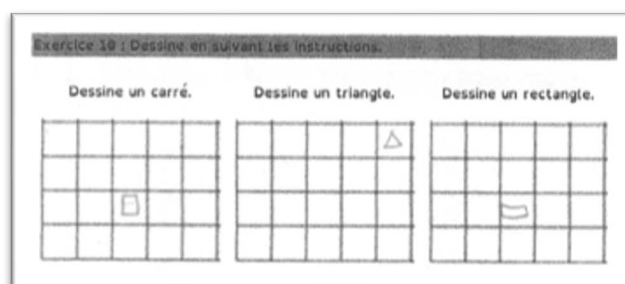 Exercice 10 : Dessine en suivant les instructions.
Dessine un carré. Dessine un triangle. Dessine un rectangle.